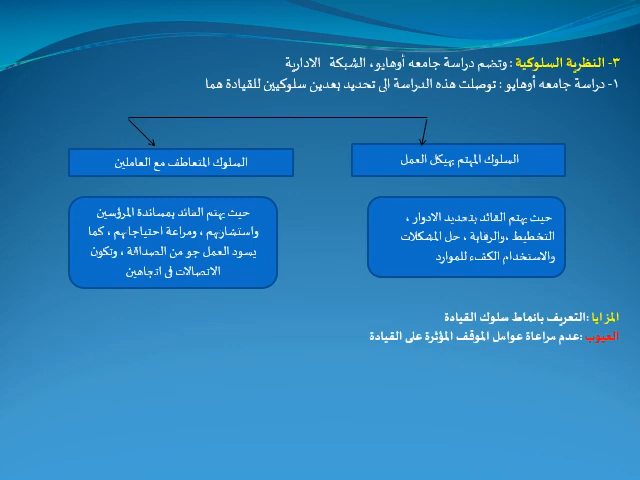 ٣- النظرية السلوكية : وتضم دراسة جامعه أوهايو، الشبكة الادارية
١- دراسة جامعه أوهايو : توصلت هذه الدراسة الى تحديد بعدين سلوكيين للقيادة هما
السلوك المهتم بهيكل العمل
السلوك المتعاطف مع العاملين
حيث يهتم القائد بتحديد الادوار ،
التخطيط ،والرقابة ، حل المشكلات
والاستخدام الكفء للموارد
حيث يهتم القائد بمساندة المرؤسين
واستشارتهم ، ومراعة احتياجاتهم ، كما
يسود العمل جو من الصداقة ، وتكون
الاتصالات فى اتجاهين
المزايا :التعريف بانماط سلوك القيادة
العيوب :عدم مراعاة عوامل الموقف المؤثرة على القيادة